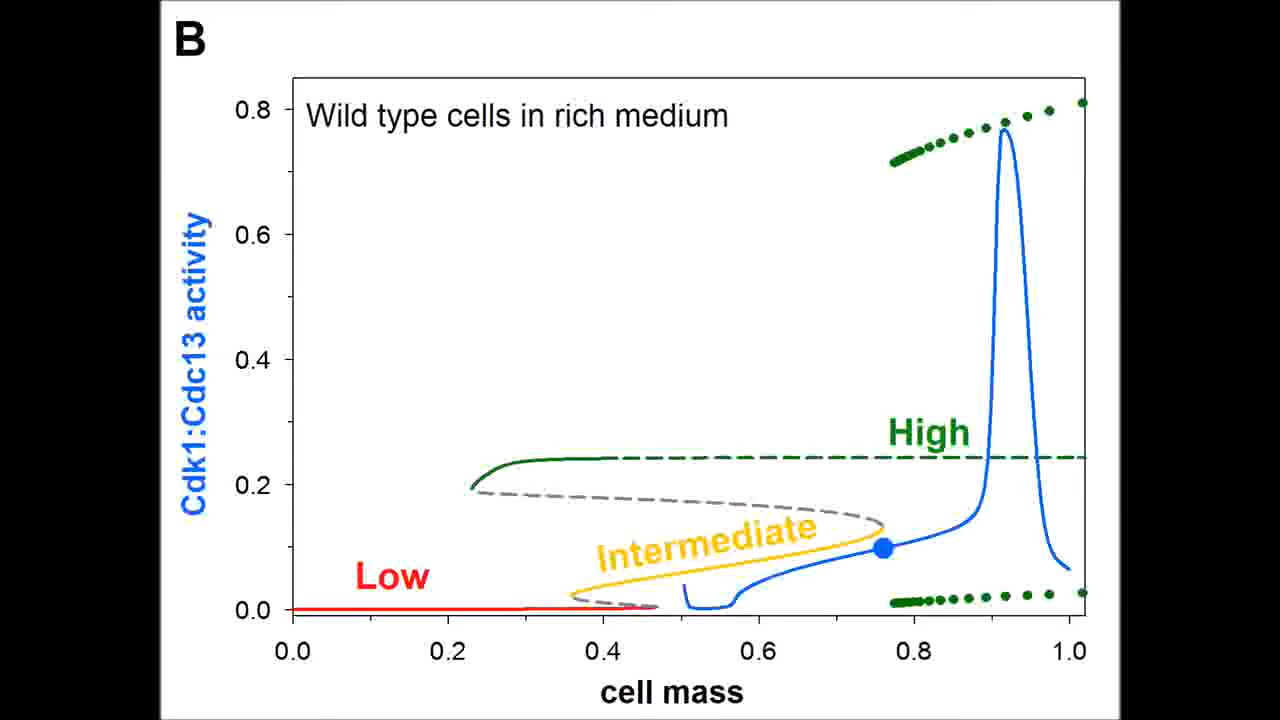 B
Wild type cells in rich medium
Cdk1:Cdc13 activity
0.8
0.6
0.4
0.2
0.0
High
Intermediate
Low
0.0 0.2 0.4 0.6 0.8 1.0
cell mass